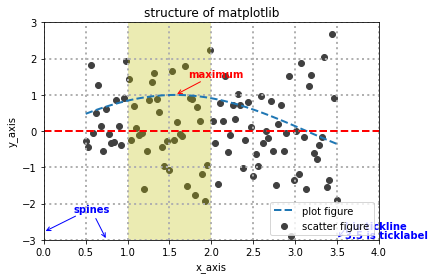 structure of matplotlib
3
2
1
0
−1
−2
−3
y_axis
maximum
spines
plot figure
scatter figure
3.5 is ticklabel
0.0 0.5 1.0 1.5 2.0 2.5 3.0 3.5 4.0
x_axis